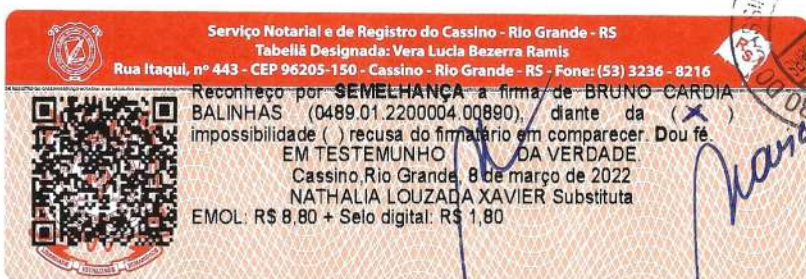 Serviço Notarial e de Registro do Cassino - Rio Grande - RS
Tabeliã Designada: Vera Lucia Bezerra Ramis
Rua Itaqui, nº 443 - CEP 96205-150 - Cassino - Rio Grande - RS - Fone: (53) 3236 - 8216
Reconheço por SEMELHANÇA a firma de BRUNO CARDIA
BALINHAS (0489.01.2200004.00890), diante da ( X )
impossibilidade ( ) recusa do firmatário em comparecer. Dou fé.
EM TESTEMUNHO DA VERDADE.
Cassino,Rio Grande, 8 de março de 2022
NATHALIA LOUZADA XAVIER Substituta
EMOL: R$ 8,80 + Selo digital: R$ 1,80